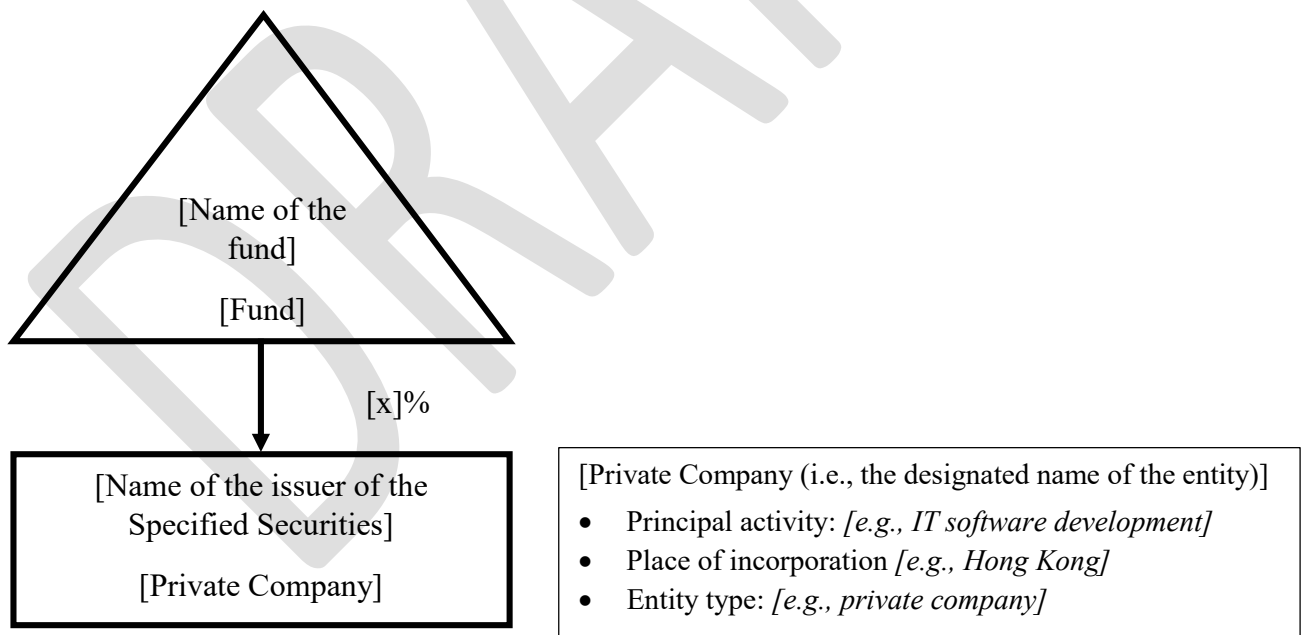 [Name of the
fund]
[Fund]
[x]%
[Name of the issuer of the
Specified Securities]
[Private Company]
[Private Company (i.e., the designated name of the entity)]
• Principal activity: [e.g., IT software development]
• Place of incorporation [e.g., Hong Kong]
• Entity type: [e.g., private company]